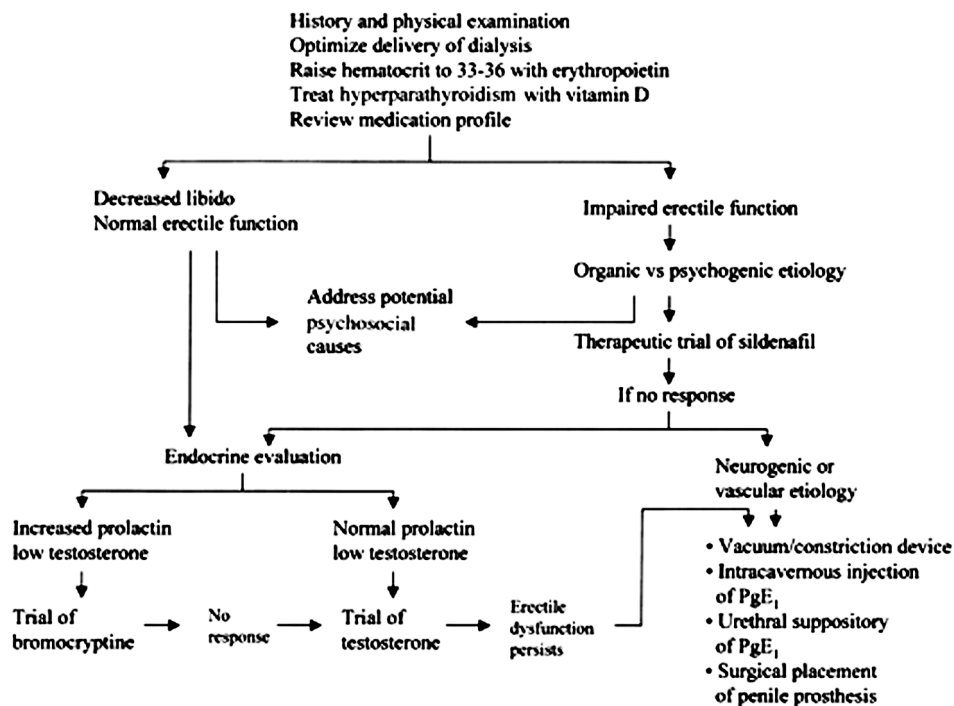 History and physical examination
Optimize delivery of dialysis
Raise hematocrit to 33-36 with erythropoietin
Treat hyperparathyroidism with vitamin D
Review medication profile
Decreased libido
Normal erectile function
Impaired erectile function
Organic vs psychogenic etiology
Address potential
psychosocial
causes
Therapeutic trial of sildenafil
If no response
Endocrine evaluation
Neurogenic or
vascular etiology
Increased prolactin
low testosterone
Normal prolactin
low testosterone
Trial of
bromocryptine
No
response
Trial of
testosterone
Erectile
dysfunction
persists
• Vacuum/constriction device
• Intracavernous injection
of PgE₁
• Urethral suppository
of PgE₁
• Surgical placement
of penile prosthesis